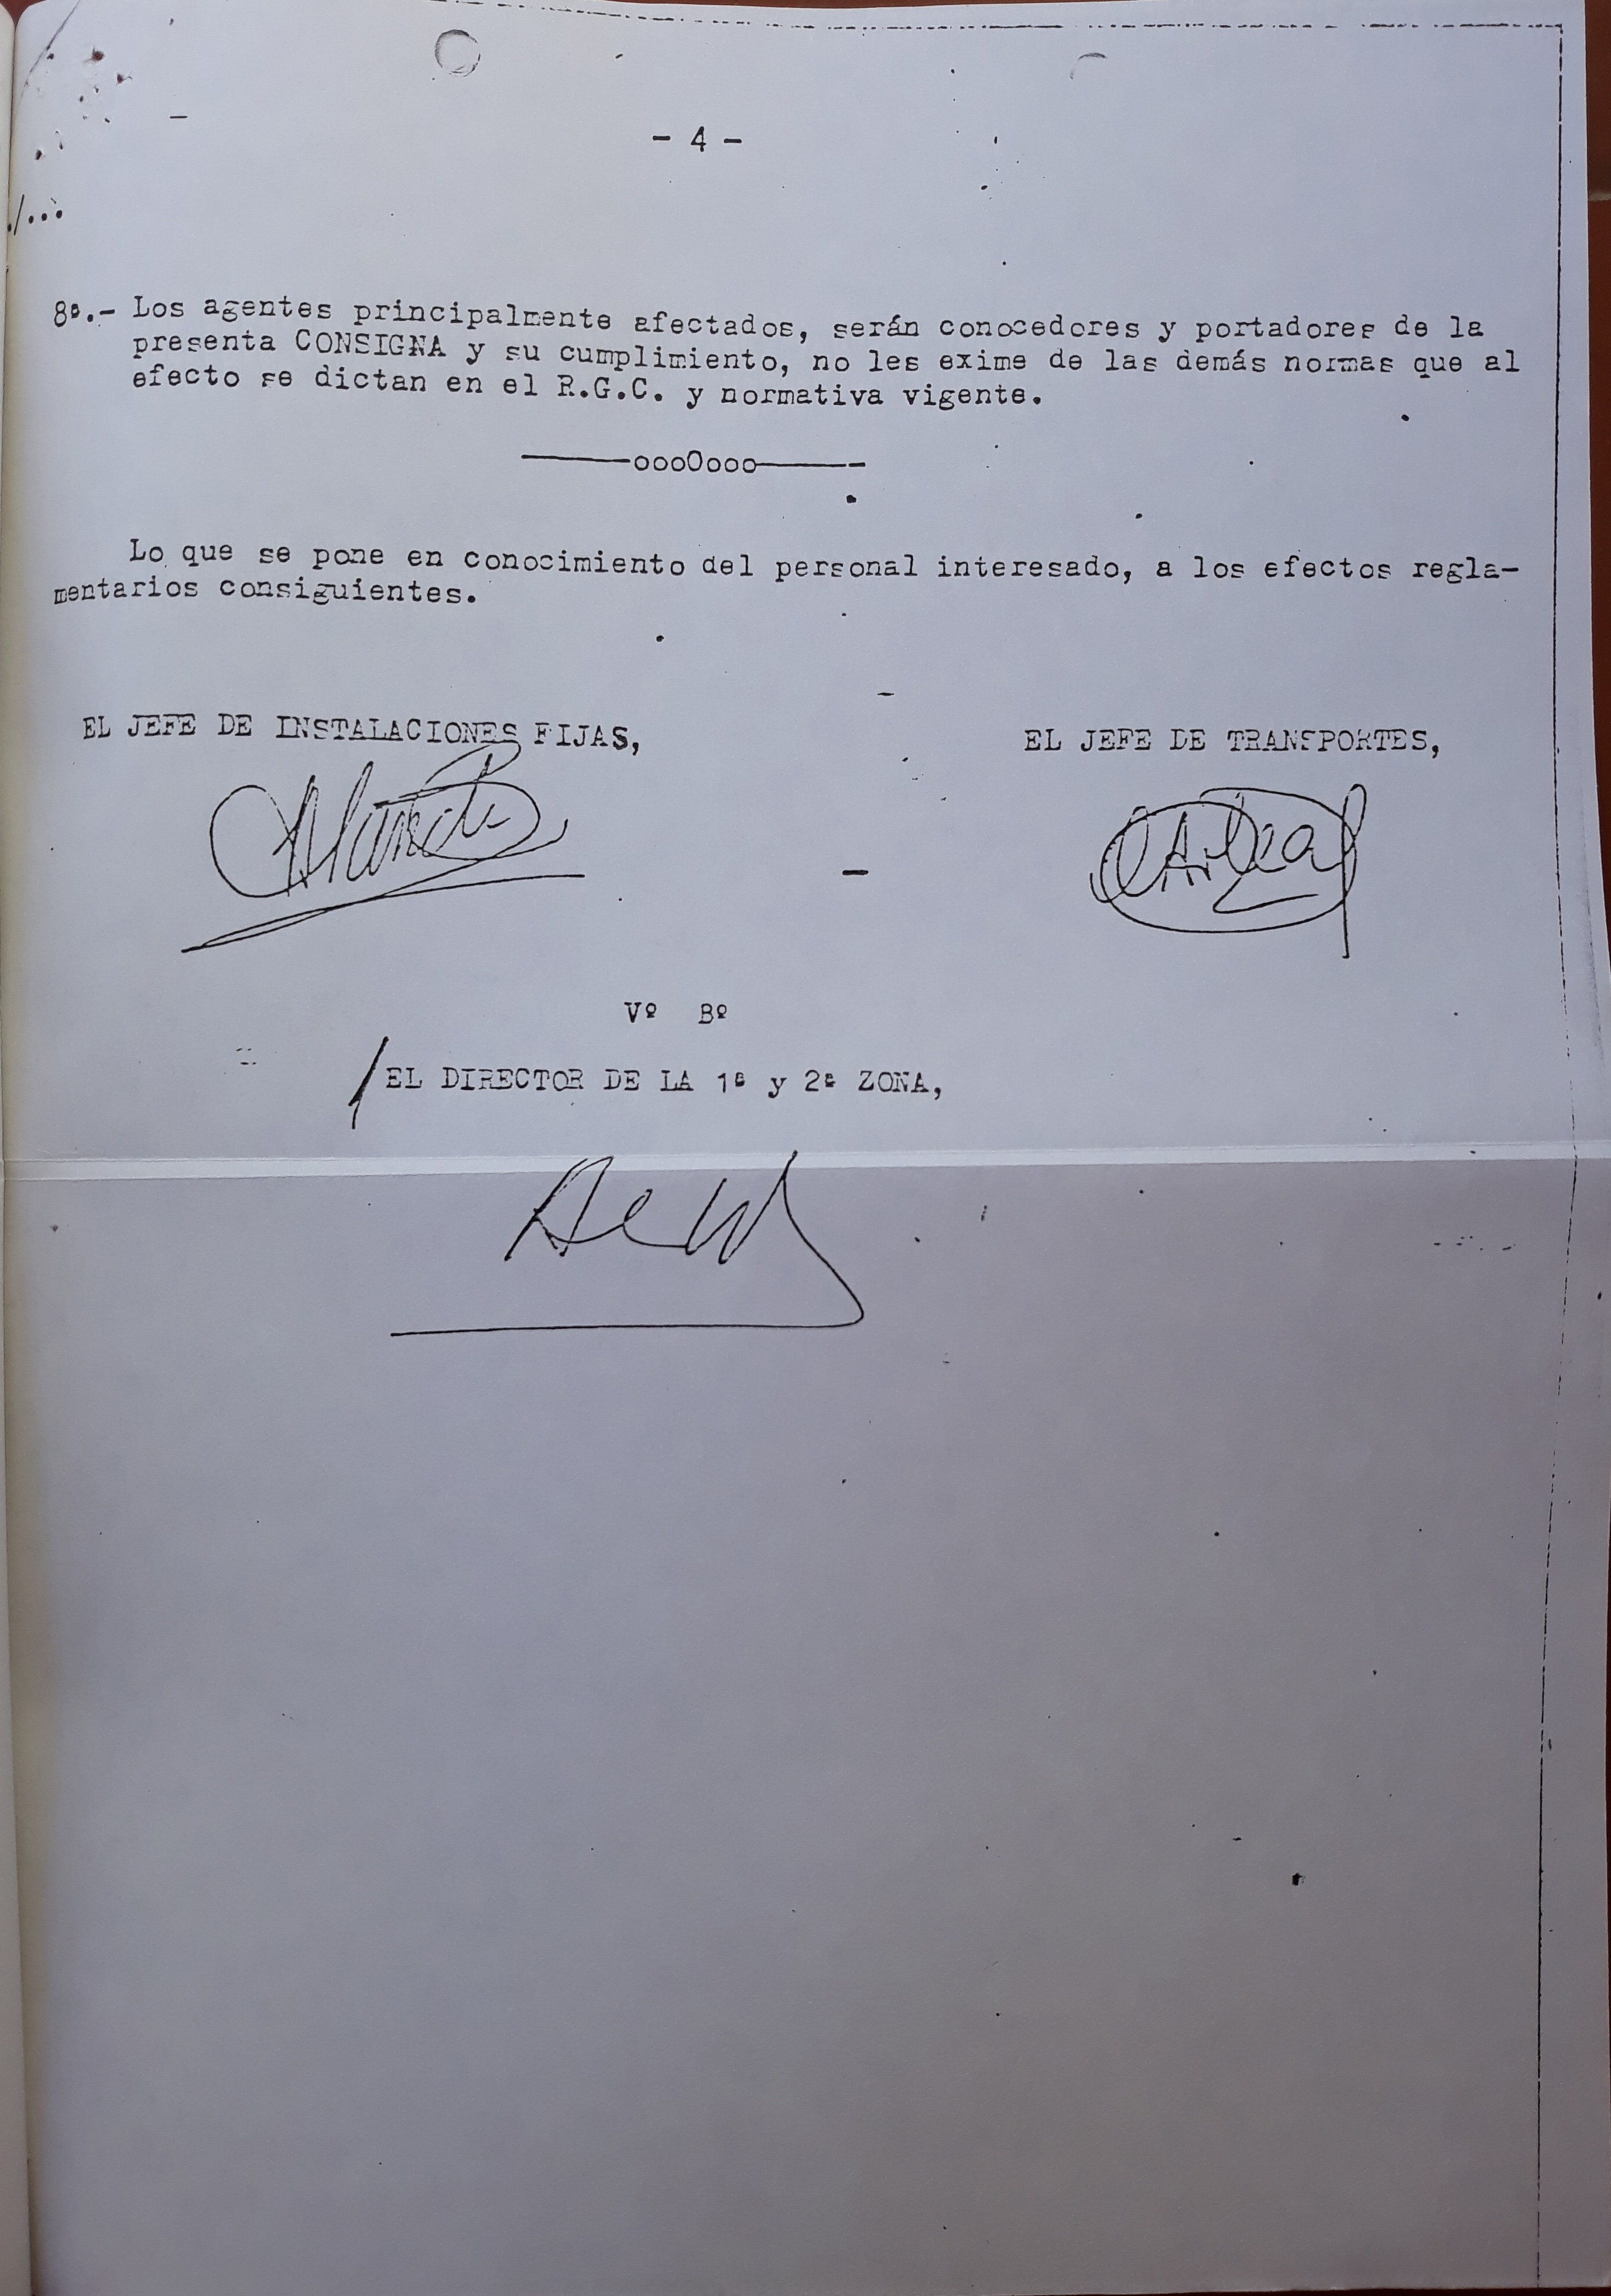 - 4 -
./...
8ª.- Los agentes principalmente afectados, serán conocedores y portadores de la
presenta CONSIGNA y su cumplimiento, no les exime de las demás normas que al
efecto se dictan en el R.G.C. y normativa vigente.
———oooOooo———
Lo que se pone en conocimiento del personal interesado, a los efectos regla-
mentarios consiguientes.
EL JEFE DE INSTALACIONES FIJAS,
EL JEFE DE TRANSPORTES,
Vº Bº
/EL DIRECTOR DE LA 1ª y 2ª ZONA,